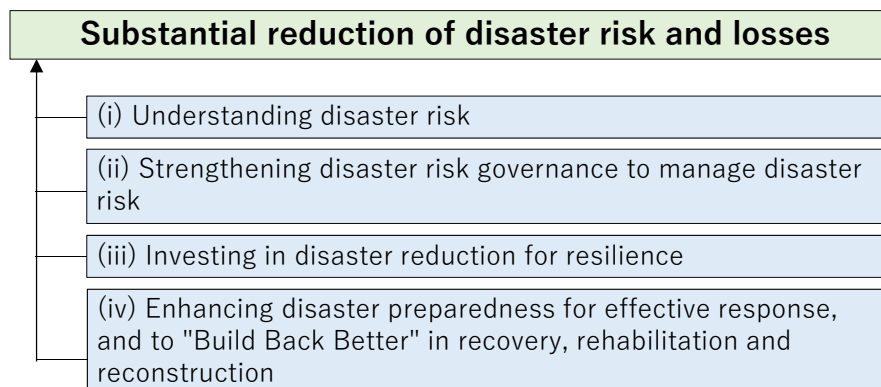 Substantial reduction of disaster risk and losses
(i) Understanding disaster risk
(ii) Strengthening disaster risk governance to manage disaster
risk
(iii) Investing in disaster reduction for resilience
(iv) Enhancing disaster preparedness for effective response,
and to "Build Back Better" in recovery, rehabilitation and
reconstruction